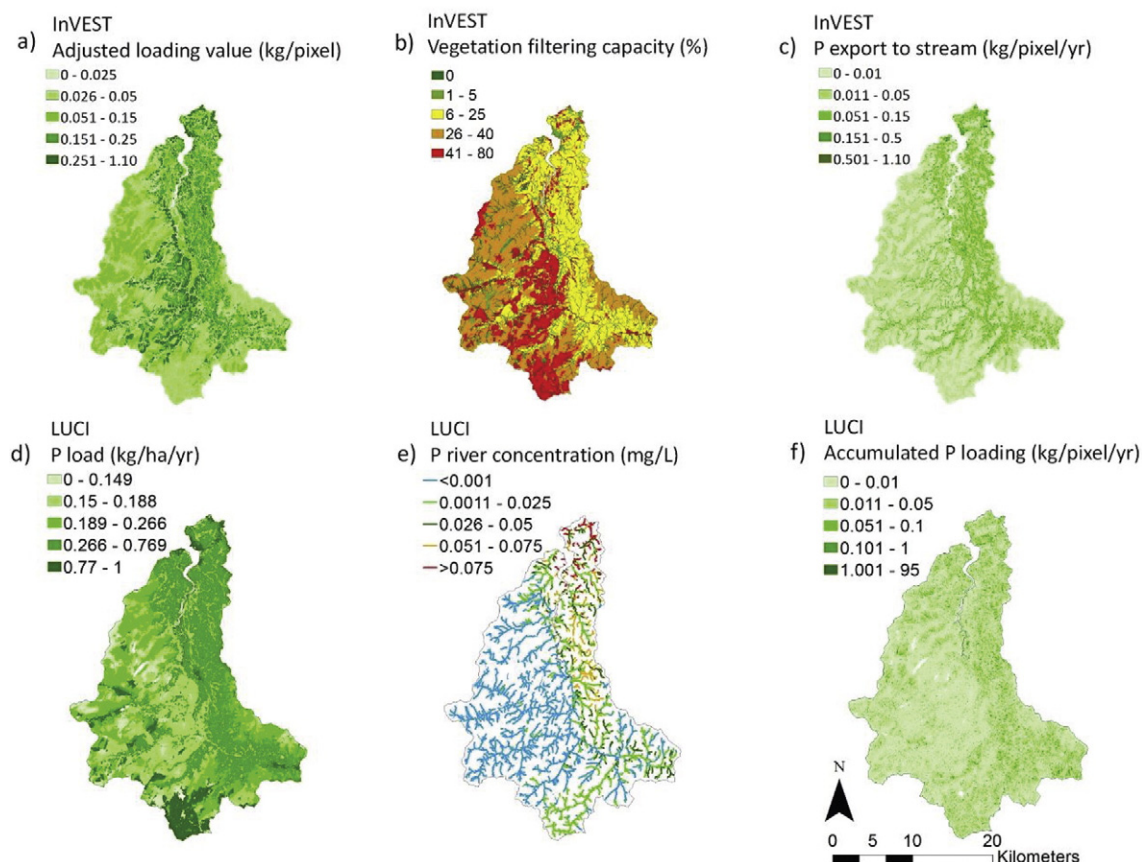 InVEST
a) Adjusted loading value (kg/pixel)
0 - 0.025
0.026 - 0.05
0.051 - 0.15
0.151 - 0.25
0.251 - 1.10
InVEST
b) Vegetation filtering capacity (%)
0
1 - 5
6 - 25
26 - 40
41 - 80
InVEST
c) P export to stream (kg/pixel/yr)
0 - 0.01
0.011 - 0.05
0.051 - 0.15
0.151 - 0.5
0.501 - 1.10
LUCI
d) P load (kg/ha/yr)
0 - 0.149
0.15 - 0.188
0.189 - 0.266
0.266 - 0.769
0.77 - 1
LUCI
e) P river concentration (mg/L)
<0.001
0.0011 - 0.025
0.026 - 0.05
0.051 - 0.075
>0.075
LUCI
f) Accumulated P loading (kg/pixel/yr)
0 - 0.01
0.011 - 0.05
0.051 - 0.1
0.101 - 1
1.001 - 95
N
0 5 10 20
Kilometers